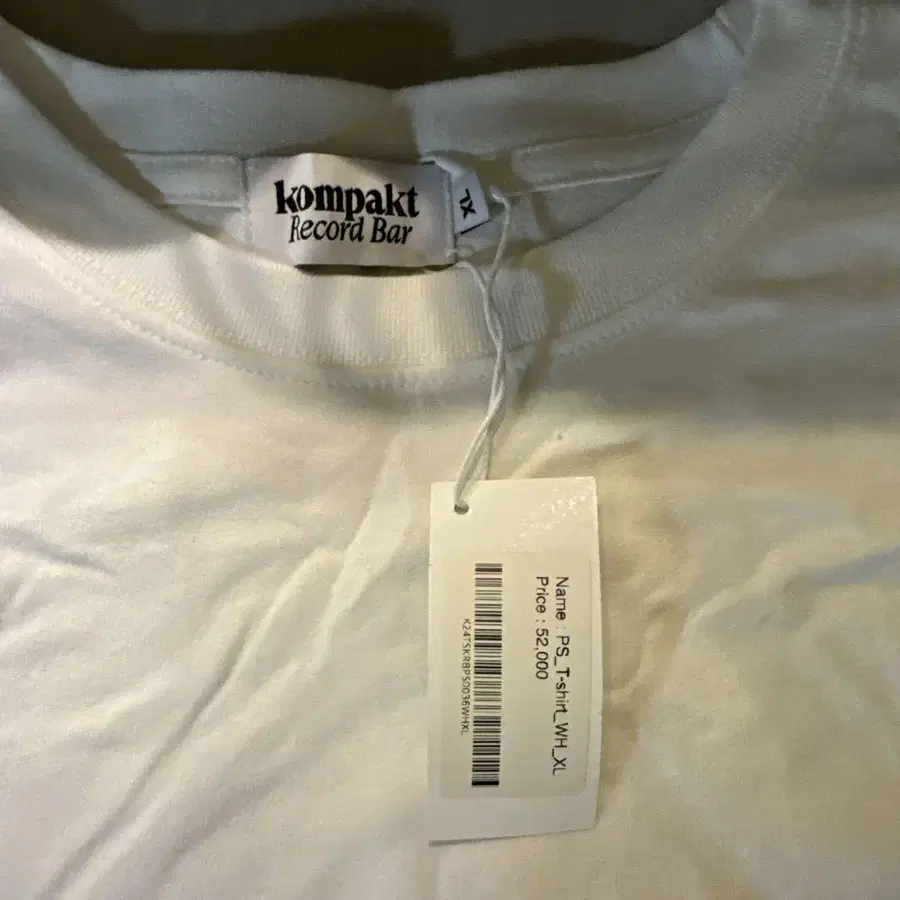 kompakt
Record Bar
XL
Name : PS_T-shirt_WH_XL
Price : 52,000
K24TSKRBPS0036WHXL